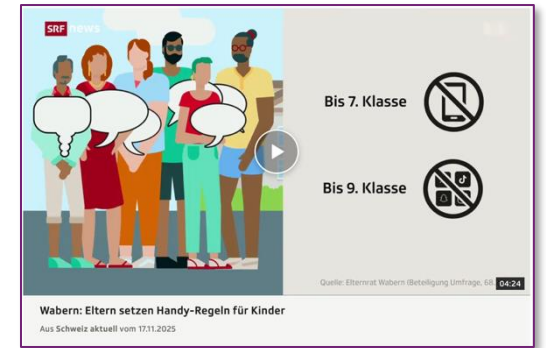 SRF news
Bis 7. Klasse
Bis 9. Klasse
Quelle: Elternrat Wabern (Beteiligung Umfrage, 68
04:24
Wabern: Eltern setzen Handy-Regeln für Kinder
Aus Schweiz aktuell vom 17.11.2025